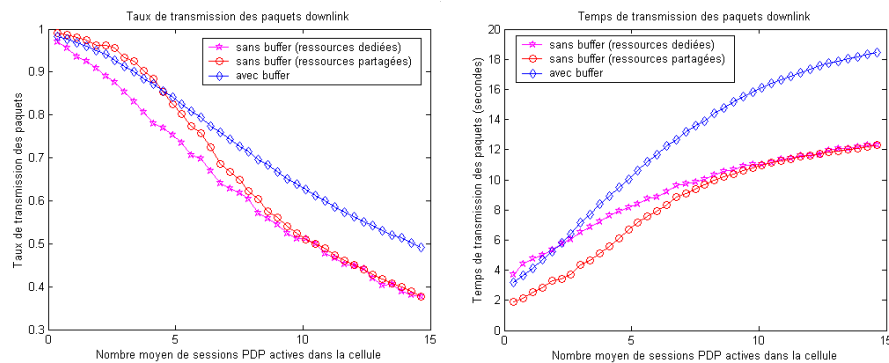 Taux de transmission des paquets downlink
sans buffer (ressources dediées)
sans buffer (ressources partagées)
avec buffer
Taux de transmission des paquets
1
0.9
0.8
0.7
0.6
0.5
0.4
0.3
0
5
10
15
Nombre moyen de sessions PDP actives dans la cellule
Temps de transmission des paquets downlink
sans buffer (ressources dediées)
sans buffer (ressources partagées)
avec buffer
Temps de transmission des paquets (secondes)
20
18
16
14
12
10
8
6
4
2
0
0
5
10
15
Nombre moyen de sessions PDP actives dans la cellule